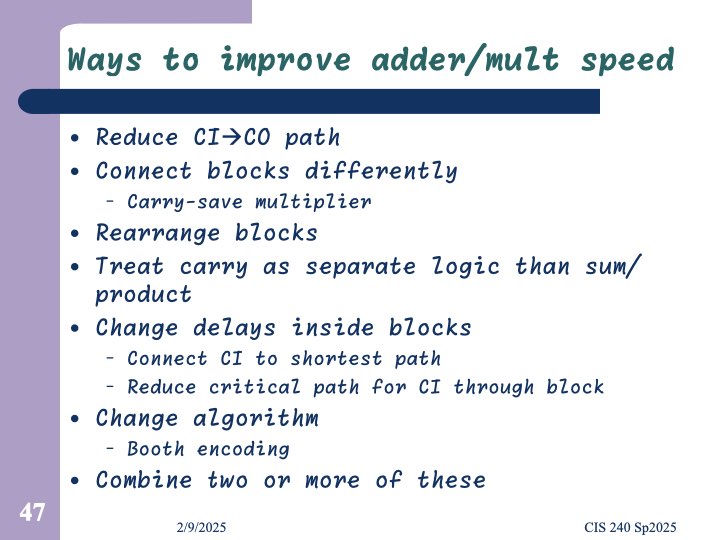 Ways to improve adder/mult speed
• Reduce CI→CO path
• Connect blocks differently
– Carry-save multiplier
• Rearrange blocks
• Treat carry as separate logic than sum/
product
• Change delays inside blocks
– Connect CI to shortest path
– Reduce critical path for CI through block
• Change algorithm
– Booth encoding
• Combine two or more of these
47
2/9/2025
CIS 240 Sp2025